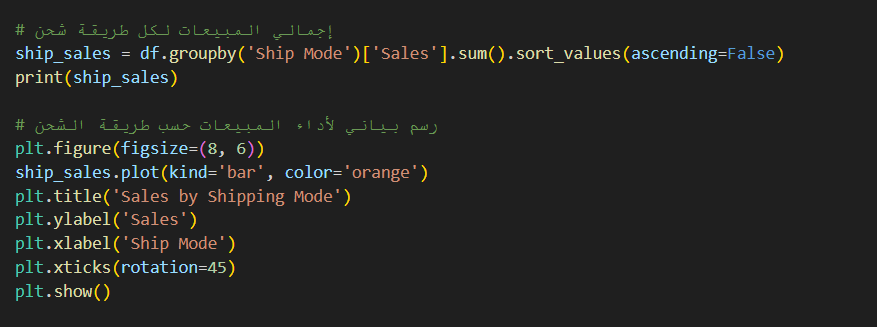 # إجمالي المبيعات لكل طريقة شحن
ship_sales = df.groupby('Ship Mode')['Sales'].sum().sort_values(ascending=False)
print(ship_sales)
# رسم بياني لأداء المبيعات حسب طريقة الشحن
plt.figure(figsize=(8, 6))
ship_sales.plot(kind='bar', color='orange')
plt.title('Sales by Shipping Mode')
plt.ylabel('Sales')
plt.xlabel('Ship Mode')
plt.xticks(rotation=45)
plt.show()